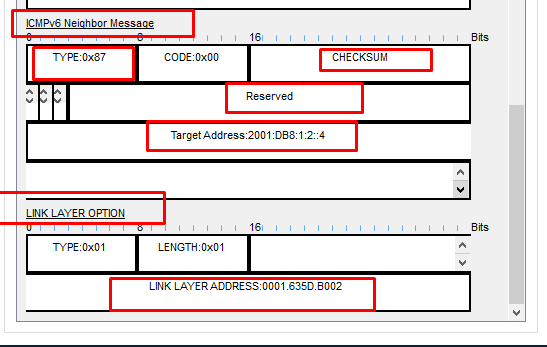 ICMPv6 Neighbor Message
0 8 16 Bits
TYPE:0x87 CODE:0x00 CHECKSUM
Reserved
Target Address:2001:DB8:1:2::4
LINK LAYER OPTION
0 8 16 Bits
TYPE:0x01 LENGTH:0x01
LINK LAYER ADDRESS:0001.635D.B002